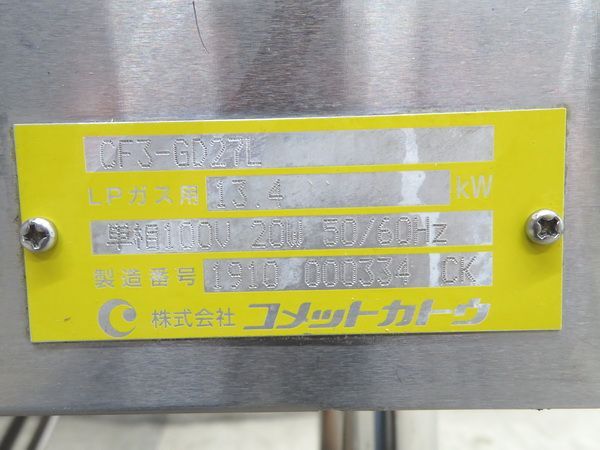 CF3-GD27L
LPガス用 13.4 kW
単相100V 20W 50/60Hz
製造番号 1910 000334 CK
株式会社 コメットカトウ